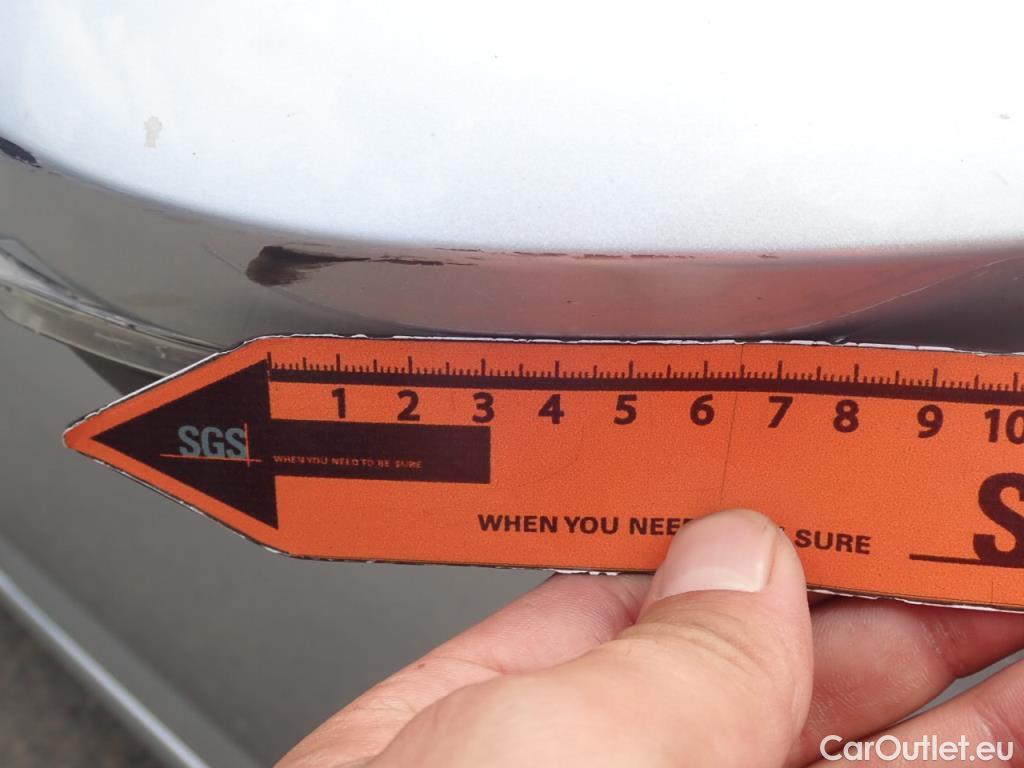 1 2 3 4 5 6 7 8 9 10
SGS
WHEN YOU NEED TO BE SURE
WHEN YOU NEE SURE
S
CarOutlet.eu